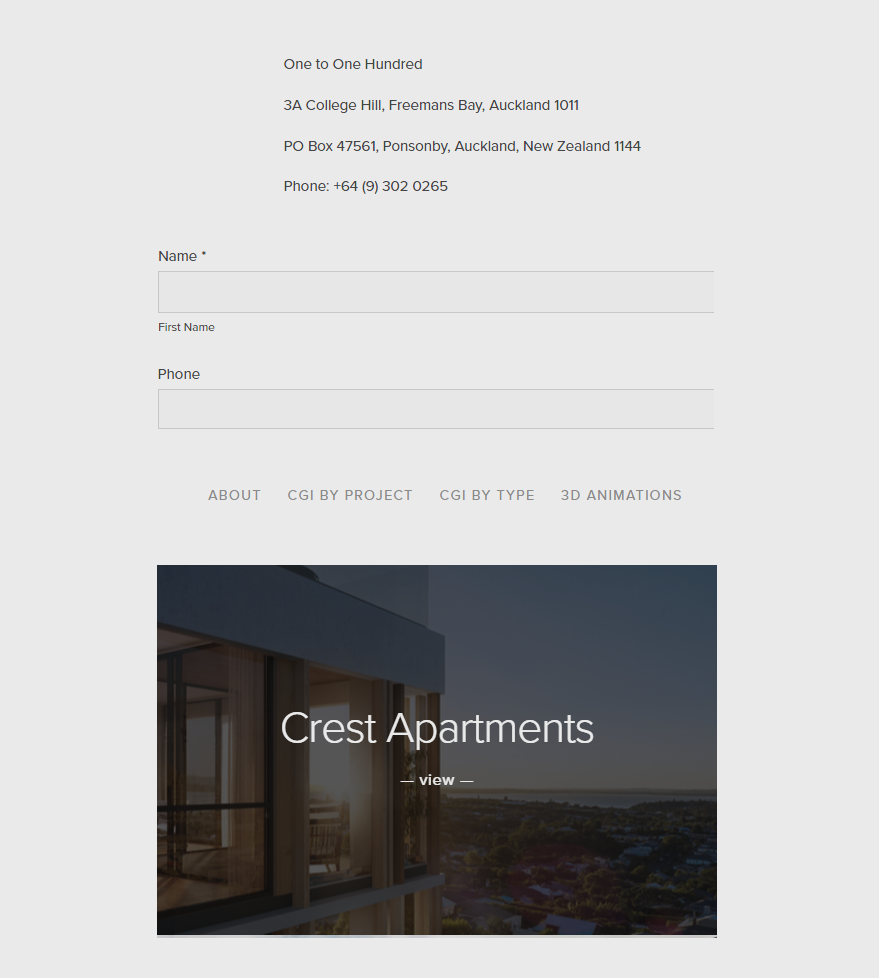 One to One Hundred
3A College Hill, Freemans Bay, Auckland 1011
PO Box 47561, Ponsonby, Auckland, New Zealand 1144
Phone: +64 (9) 302 0265
Name *
First Name
Phone
ABOUT CGI BY PROJECT CGI BY TYPE 3D ANIMATIONS
Crest Apartments
— view —